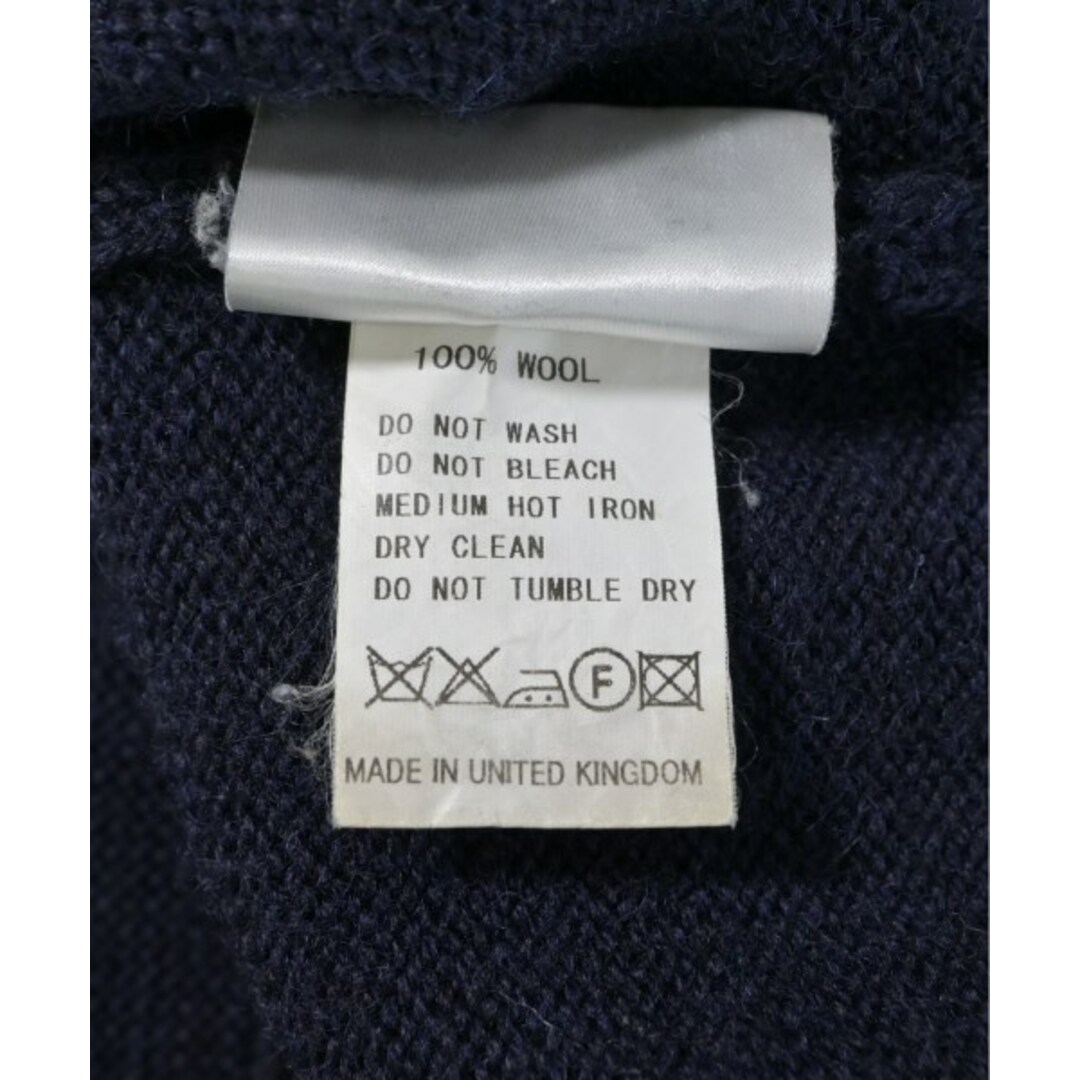 100% WOOL
DO NOT WASH
DO NOT BLEACH
MEDIUM HOT IRON
DRY CLEAN
DO NOT TUMBLE DRY
F
MADE IN UNITED KINGDOM